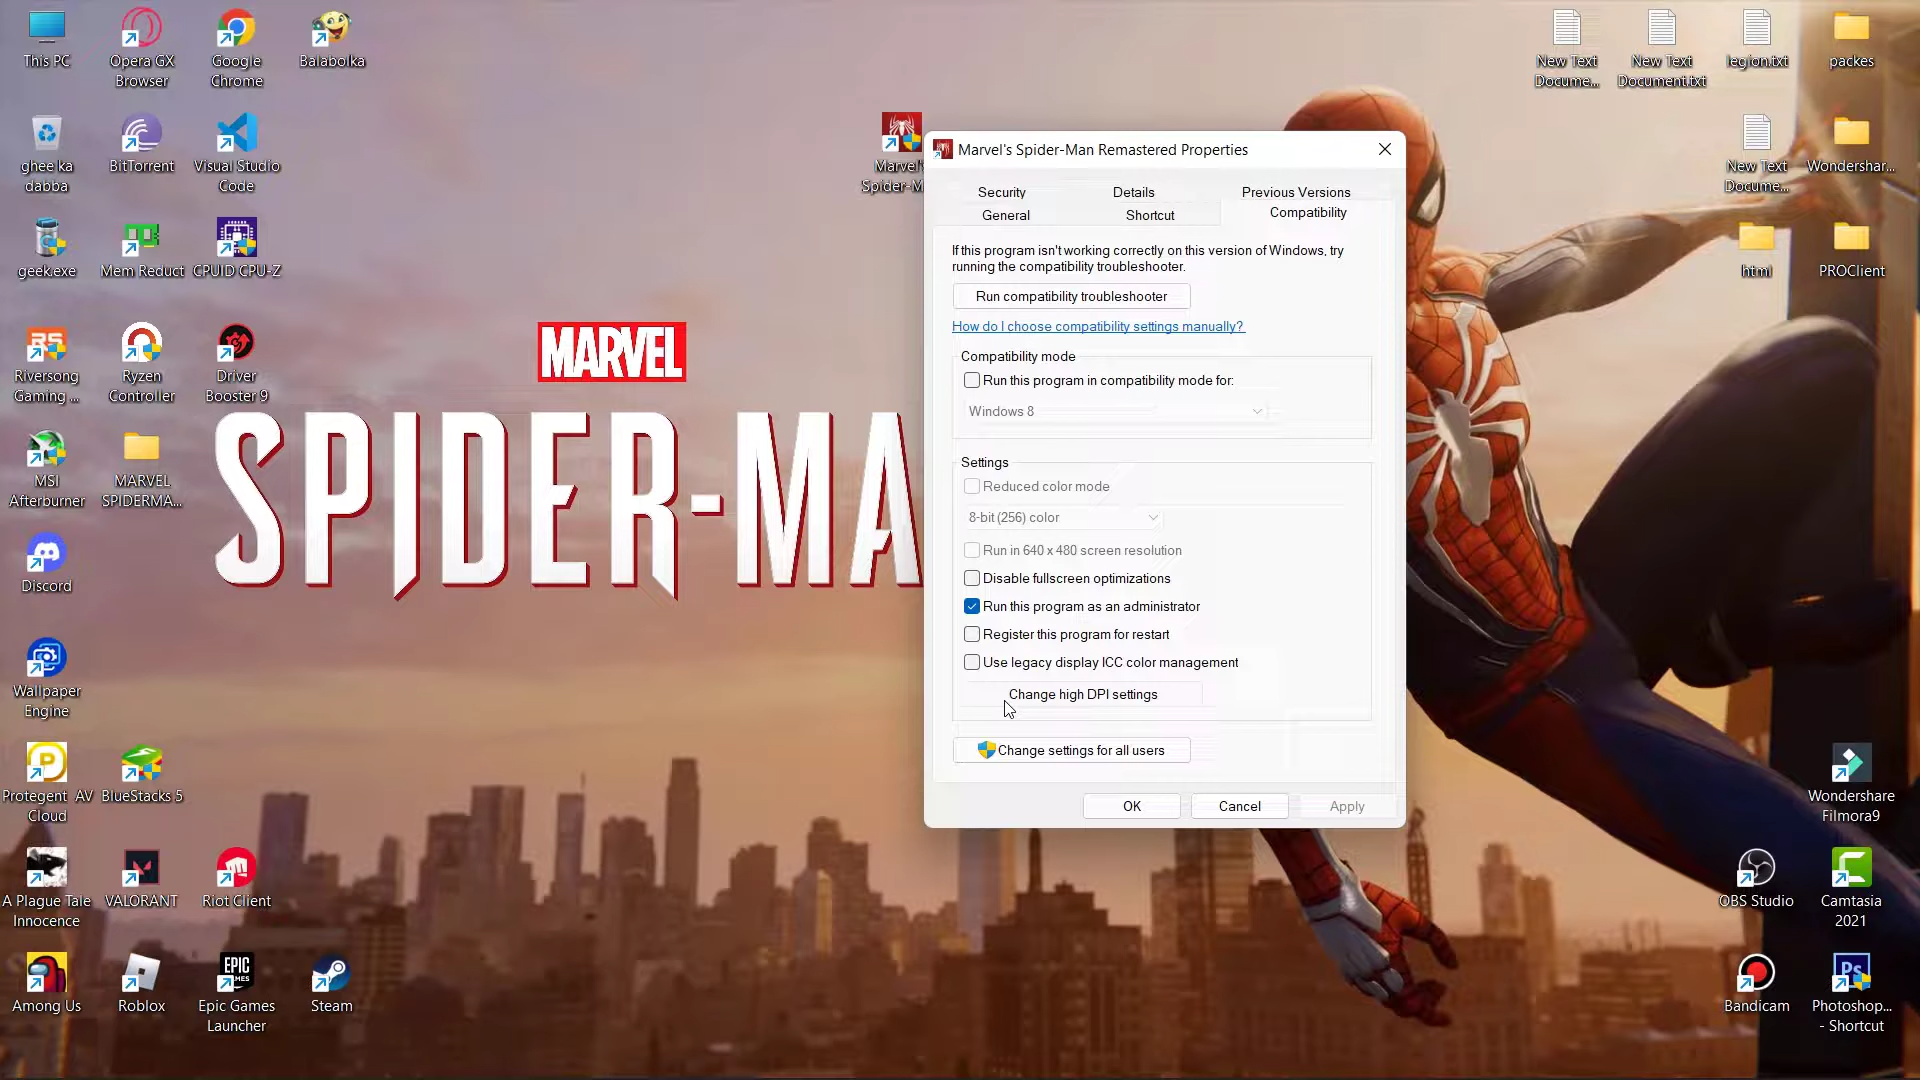 This PC
Opera GX
Browser
Google
Chrome
Balabolka
New Text
Docume...
New Text
Document.txt
legion.txt
packes
ghee ka
dabba
BitTorrent
Visual Studio
Code
Marvel'
Spider-M
New Text
Docume...
Wondershar...
geek.exe
Mem Reduct
CPUID CPU-Z
html
PROClient
RS
Riversong
Gaming ...
Ryzen
Controller
Driver
Booster 9
MSI
Afterburner
MARVEL
SPIDERMA...
Discord
Wallpaper
Engine
Protegent AV
Cloud
BlueStacks 5
A Plague Tale
Innocence
VALORANT
Riot Client
Among Us
Roblox
EPIC
GAMES
Epic Games
Launcher
Steam
MARVEL
SPIDER-MA
Marvel's Spider-Man Remastered Properties
Security
Details
Previous Versions
General
Shortcut
Compatibility
If this program isn't working correctly on this version of Windows, try
running the compatibility troubleshooter.
Run compatibility troubleshooter
How do I choose compatibility settings manually?
Compatibility mode
Run this program in compatibility mode for:
Windows 8
Settings
Reduced color mode
8-bit (256) color
Run in 640 x 480 screen resolution
Disable fullscreen optimizations
Run this program as an administrator
Register this program for restart
Use legacy display ICC color management
Change high DPI settings
Change settings for all users
OK
Cancel
Apply
Wondershare
Filmora9
OBS Studio
Camtasia
2021
Bandicam
Ps
Photoshop...
- Shortcut